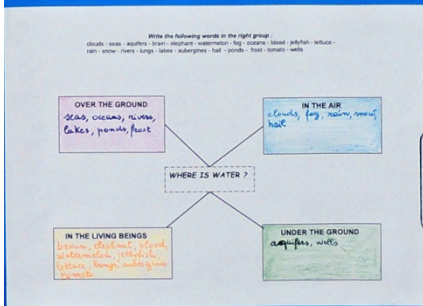 Write the following words in the right group :
clouds - seas - aquifers - brain - elephant - watermelon - fog - oceans - blood - jellyfish - lettuce -
rain - snow - rivers - lungs - lakes - aubergines - hail - ponds - frost - tomato - wells
OVER THE GROUND
seas, oceans, rivers,
lakes, ponds, frost
IN THE AIR
clouds, fog, rain, snow,
hail
WHERE IS WATER ?
IN THE LIVING BEINGS
brain, elephant, blood,
watermelon, jellyfish,
lettuce, lungs, aubergines
tomato
UNDER THE GROUND
aquifers, wells